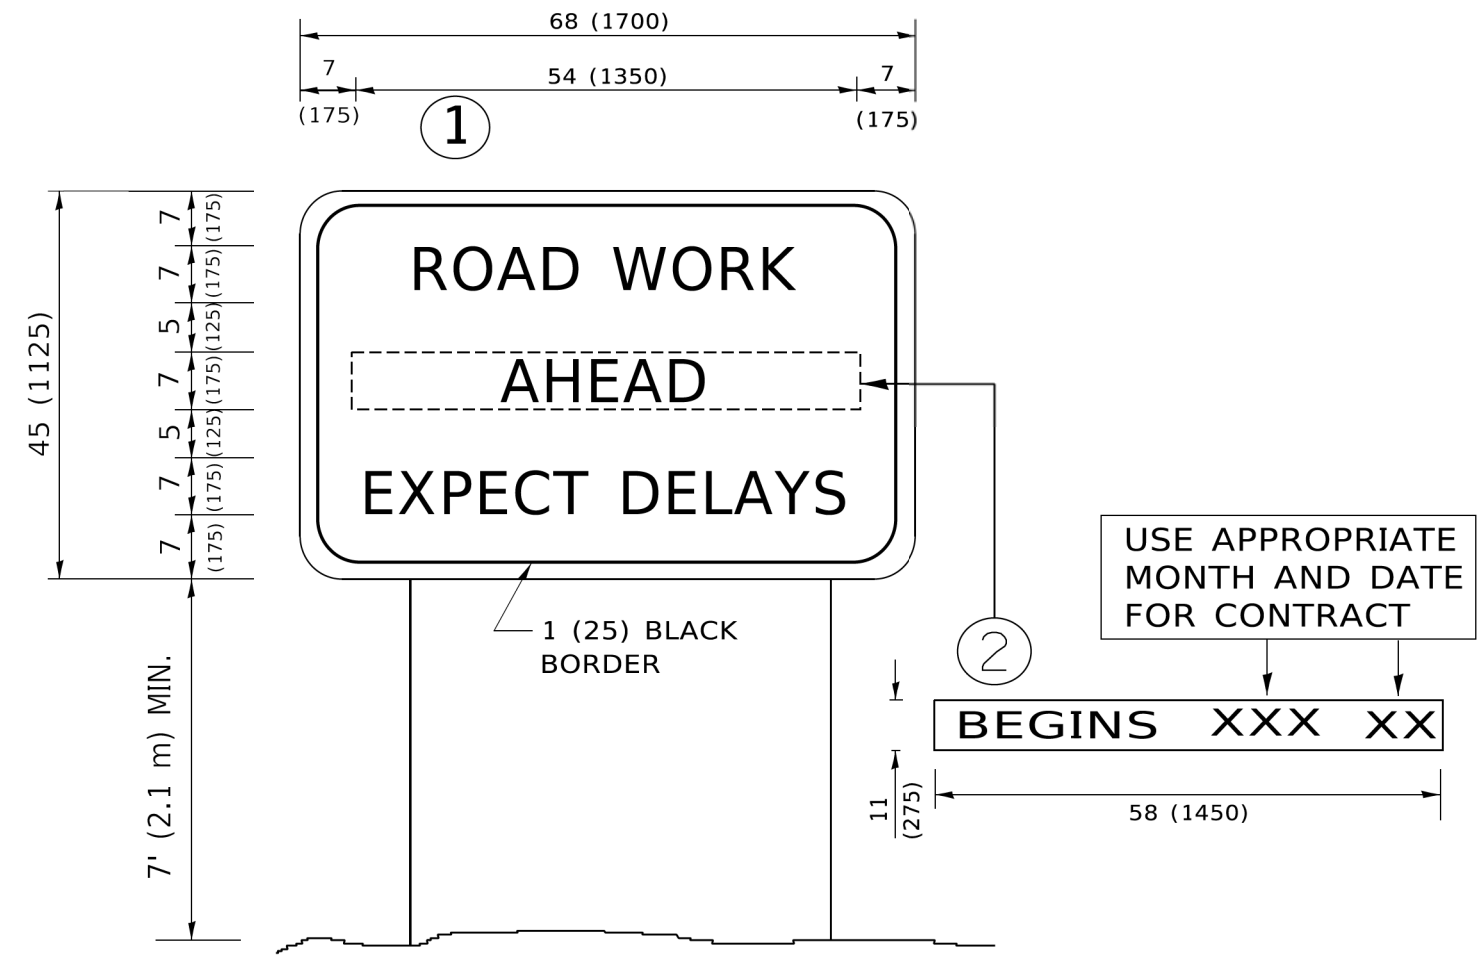 68 (1700)
7
54 (1350)
7
(175)
(175)
1
7
(175)
7
(175)
5
(125)
7
(175)
5
(125)
7
(175)
7
(175)
45 (1125)
ROAD WORK
AHEAD
EXPECT DELAYS
1 (25) BLACK
BORDER
7' (2.1 m) MIN.
2
USE APPROPRIATE
MONTH AND DATE
FOR CONTRACT
BEGINS XXX XX
11
(275)
58 (1450)